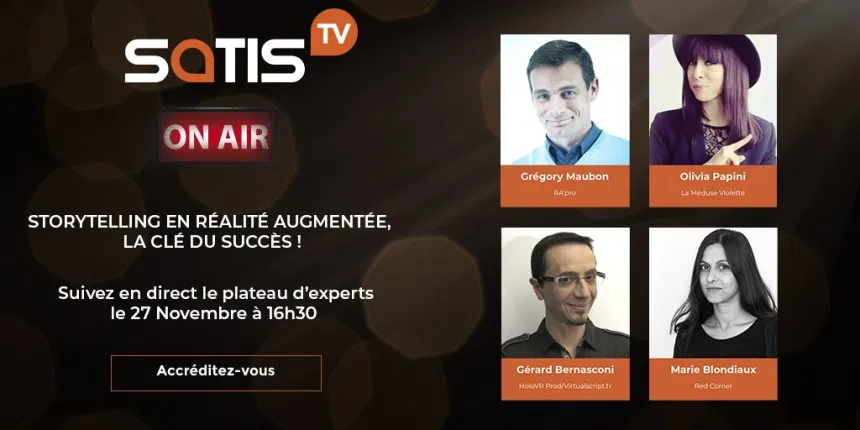 SATIS TV
ON AIR
STORYTELLING EN RÉALITÉ AUGMENTÉE,
LA CLÉ DU SUCCÈS !
Suivez en direct le plateau d'experts
le 27 Novembre à 16h30
Accréditez-vous
Grégory Maubon
RA'pro
Olivia Papini
La Méduse Violette
Gérard Bernasconi
HoloVR Prod/Virtualscript.fr
Marie Blondiaux
Red Corner